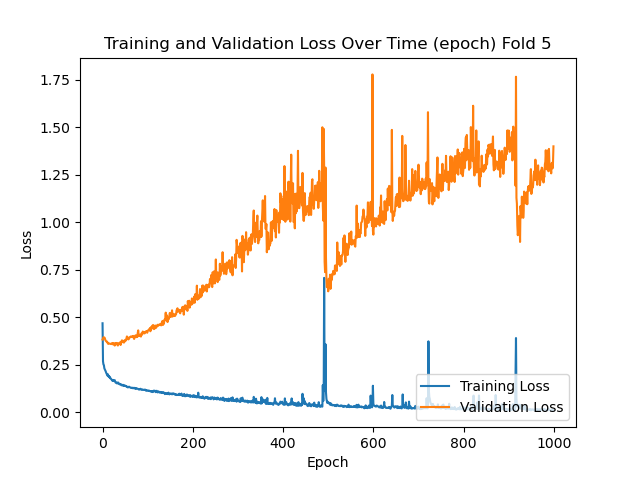 Training and Validation Loss Over Time (epoch) Fold 5
Loss
1.75
1.50
1.25
1.00
0.75
0.50
0.25
0.00
0
200
400
600
800
1000
Epoch
Training Loss
Validation Loss